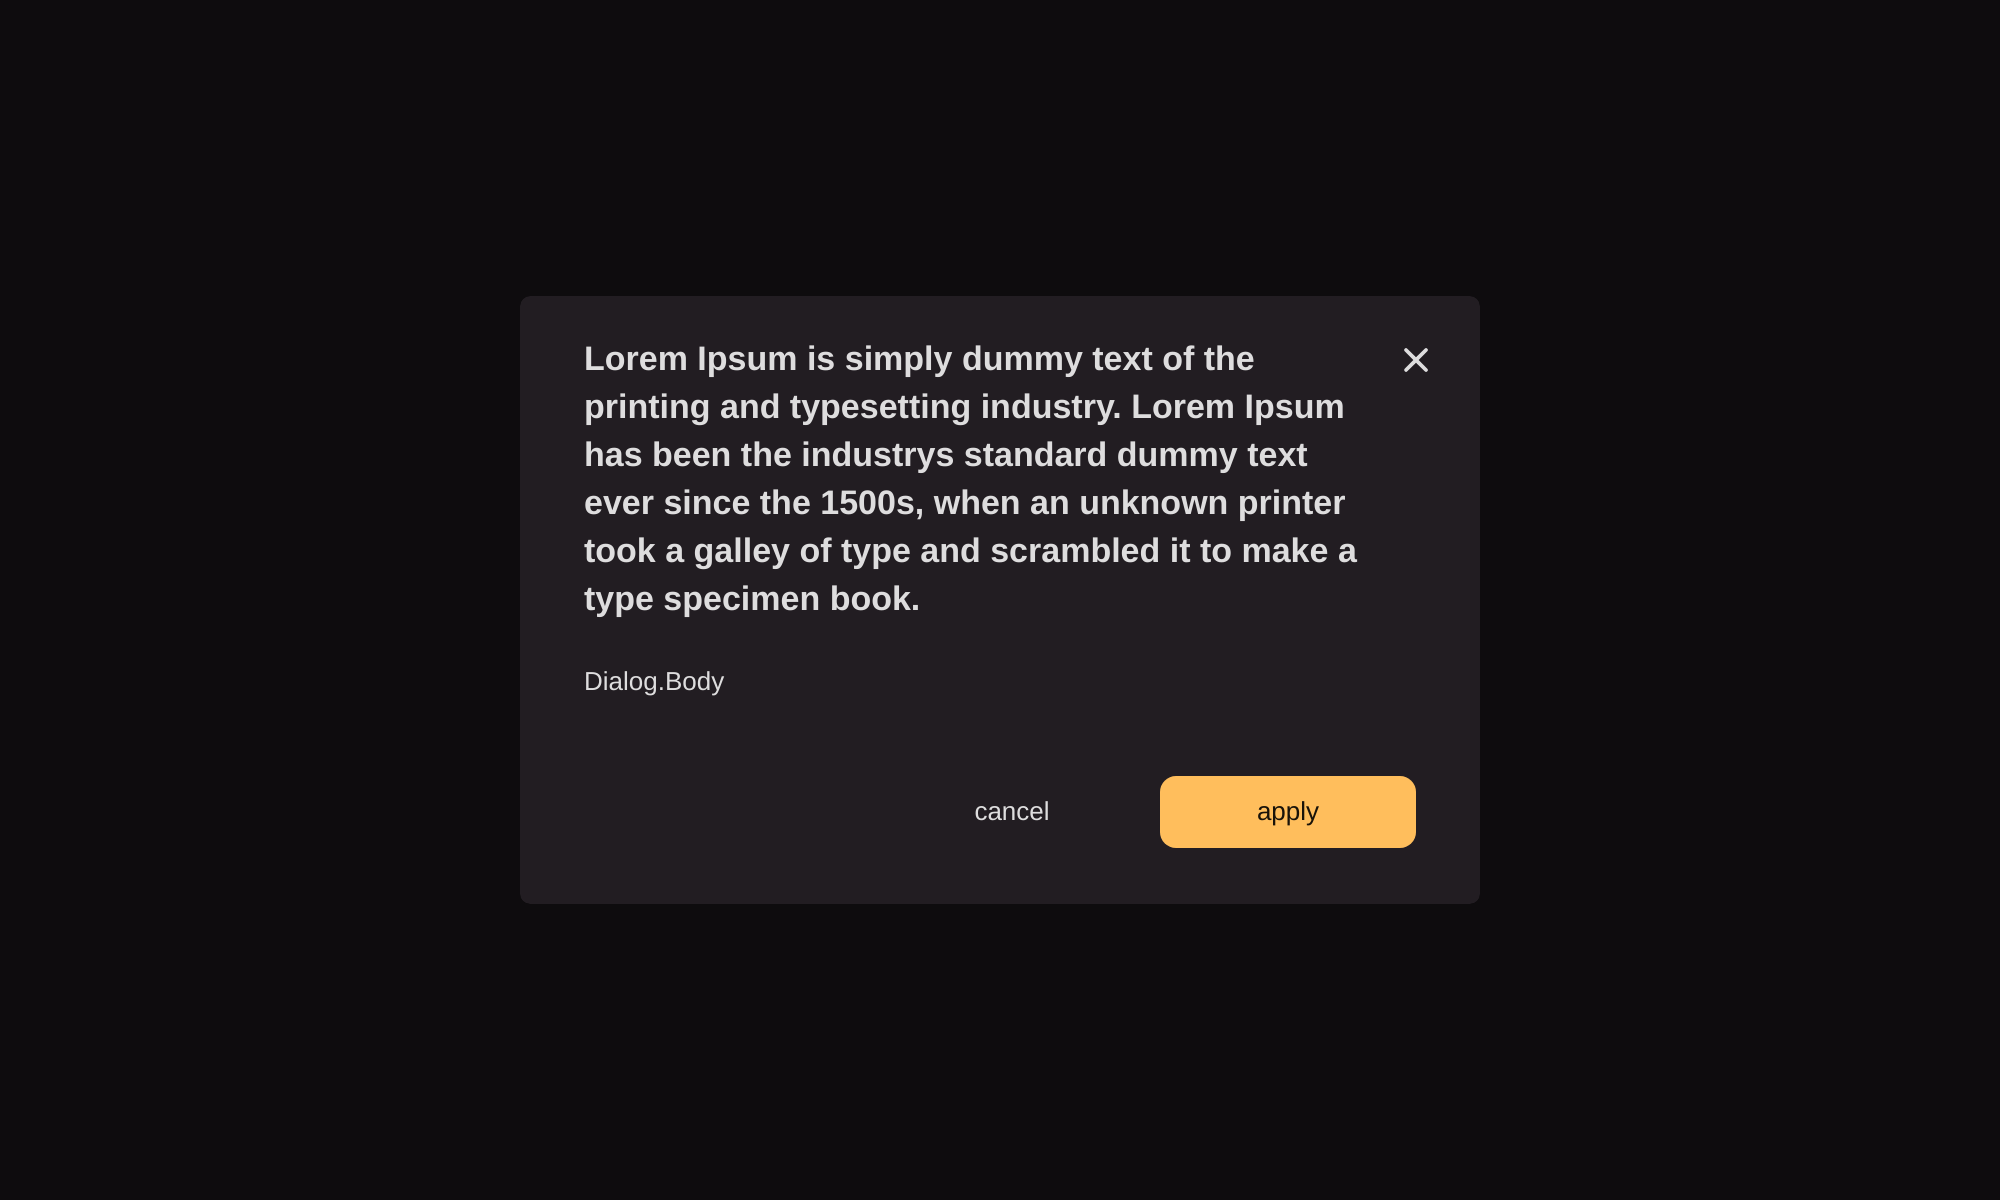 Lorem Ipsum is simply dummy text of the
printing and typesetting industry. Lorem Ipsum
has been the industrys standard dummy text
ever since the 1500s, when an unknown printer
took a galley of type and scrambled it to make a
type specimen book.
Dialog.Body
cancel
apply